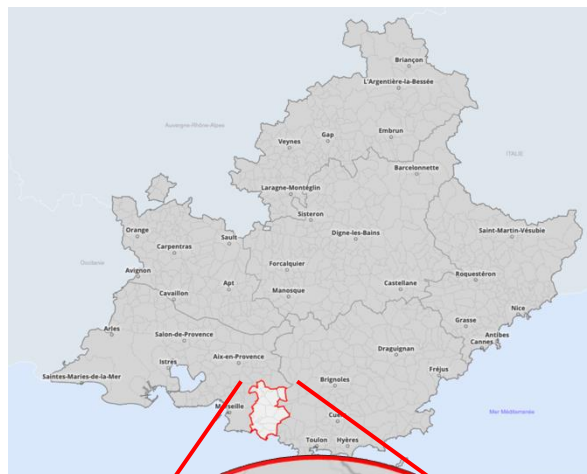 Briançon
L'Argentière-la-Bessée
Auvergne-Rhône-Alpes
Embrun
Gap
Veynes
ITALIE
Barcelonnette
Laragne-Montéglin
Sisteron
Orange
Saint-Martin-Vésubie
Digne-les-Bains
Sault
Carpentras
Occitanie
Forcalquier
Avignon
Roquestéron
Apt
Castellane
Manosque
Cavaillon
Nice
Grasse
Arles
Antibes
Salon-de-Provence
Cannes
Draguignan
Aix-en-Provence
Istres
Fréjus
Saintes-Maries-de-la-Mer
Brignoles
Marseille
Mer Méditerranée
Toulon
Hyères